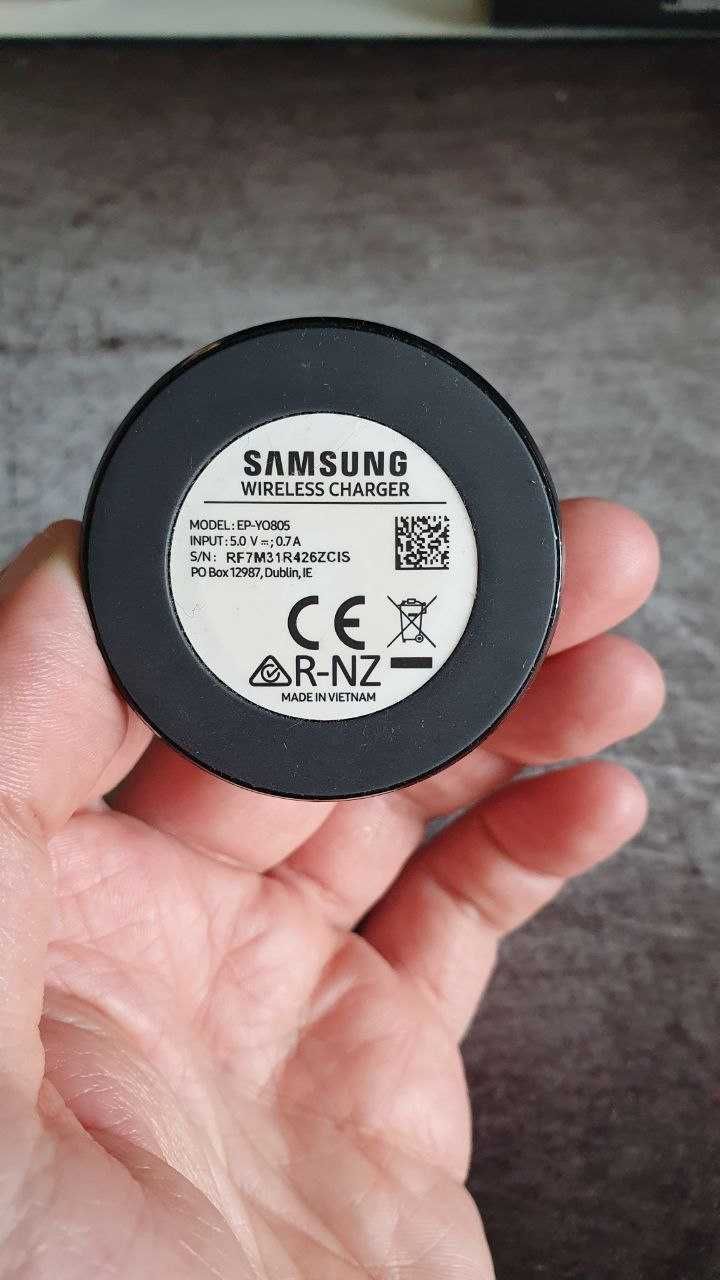 SAMSUNG
WIRELESS CHARGER
MODEL: EP-YO805
INPUT: 5.0 V ⎓; 0.7 A
S/N: RF7M31R426ZCIS
PO Box 12987, Dublin, IE
CE
R-NZ
MADE IN VIETNAM